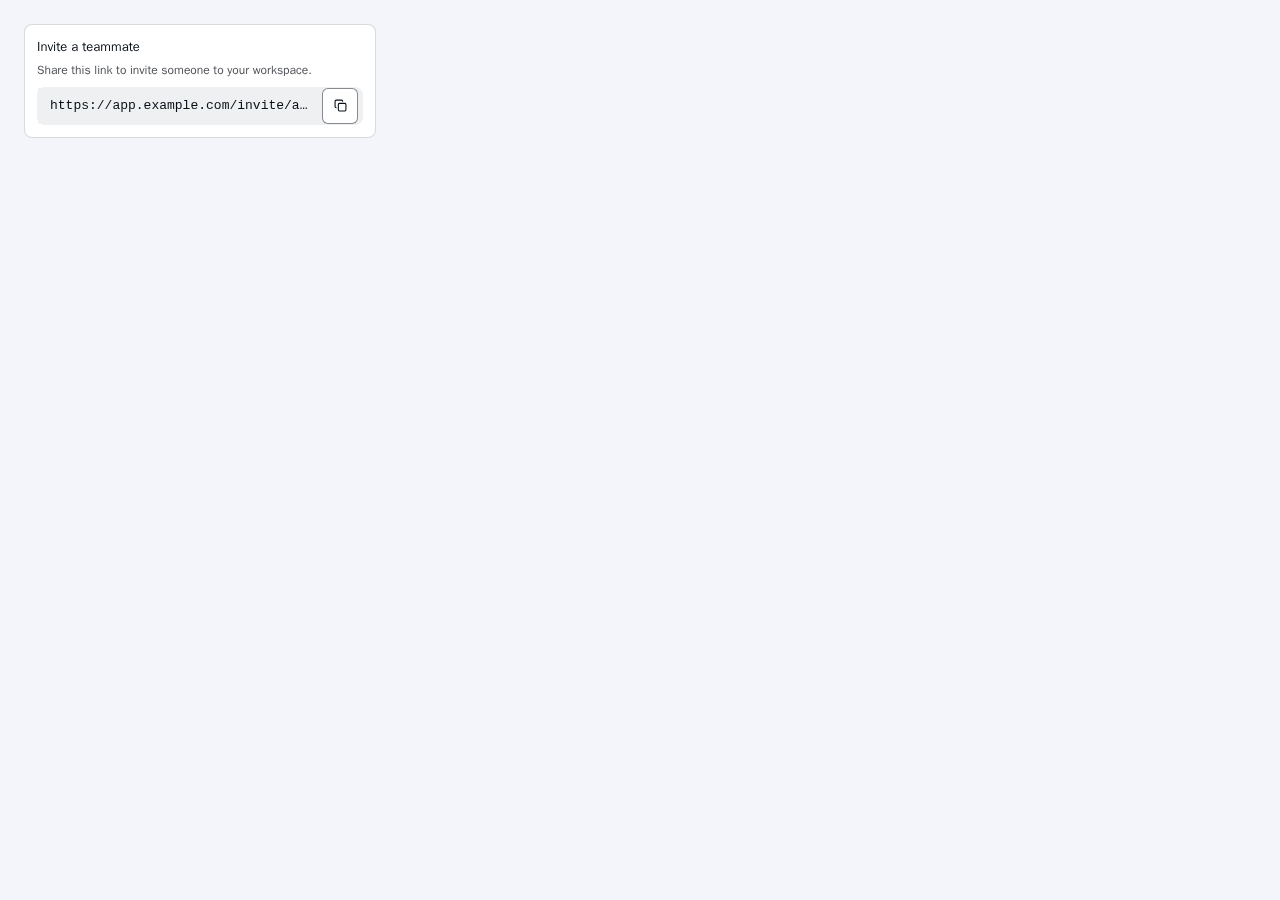 Invite a teammate
Share this link to invite someone to your workspace.
https://app.example.com/invite/a…